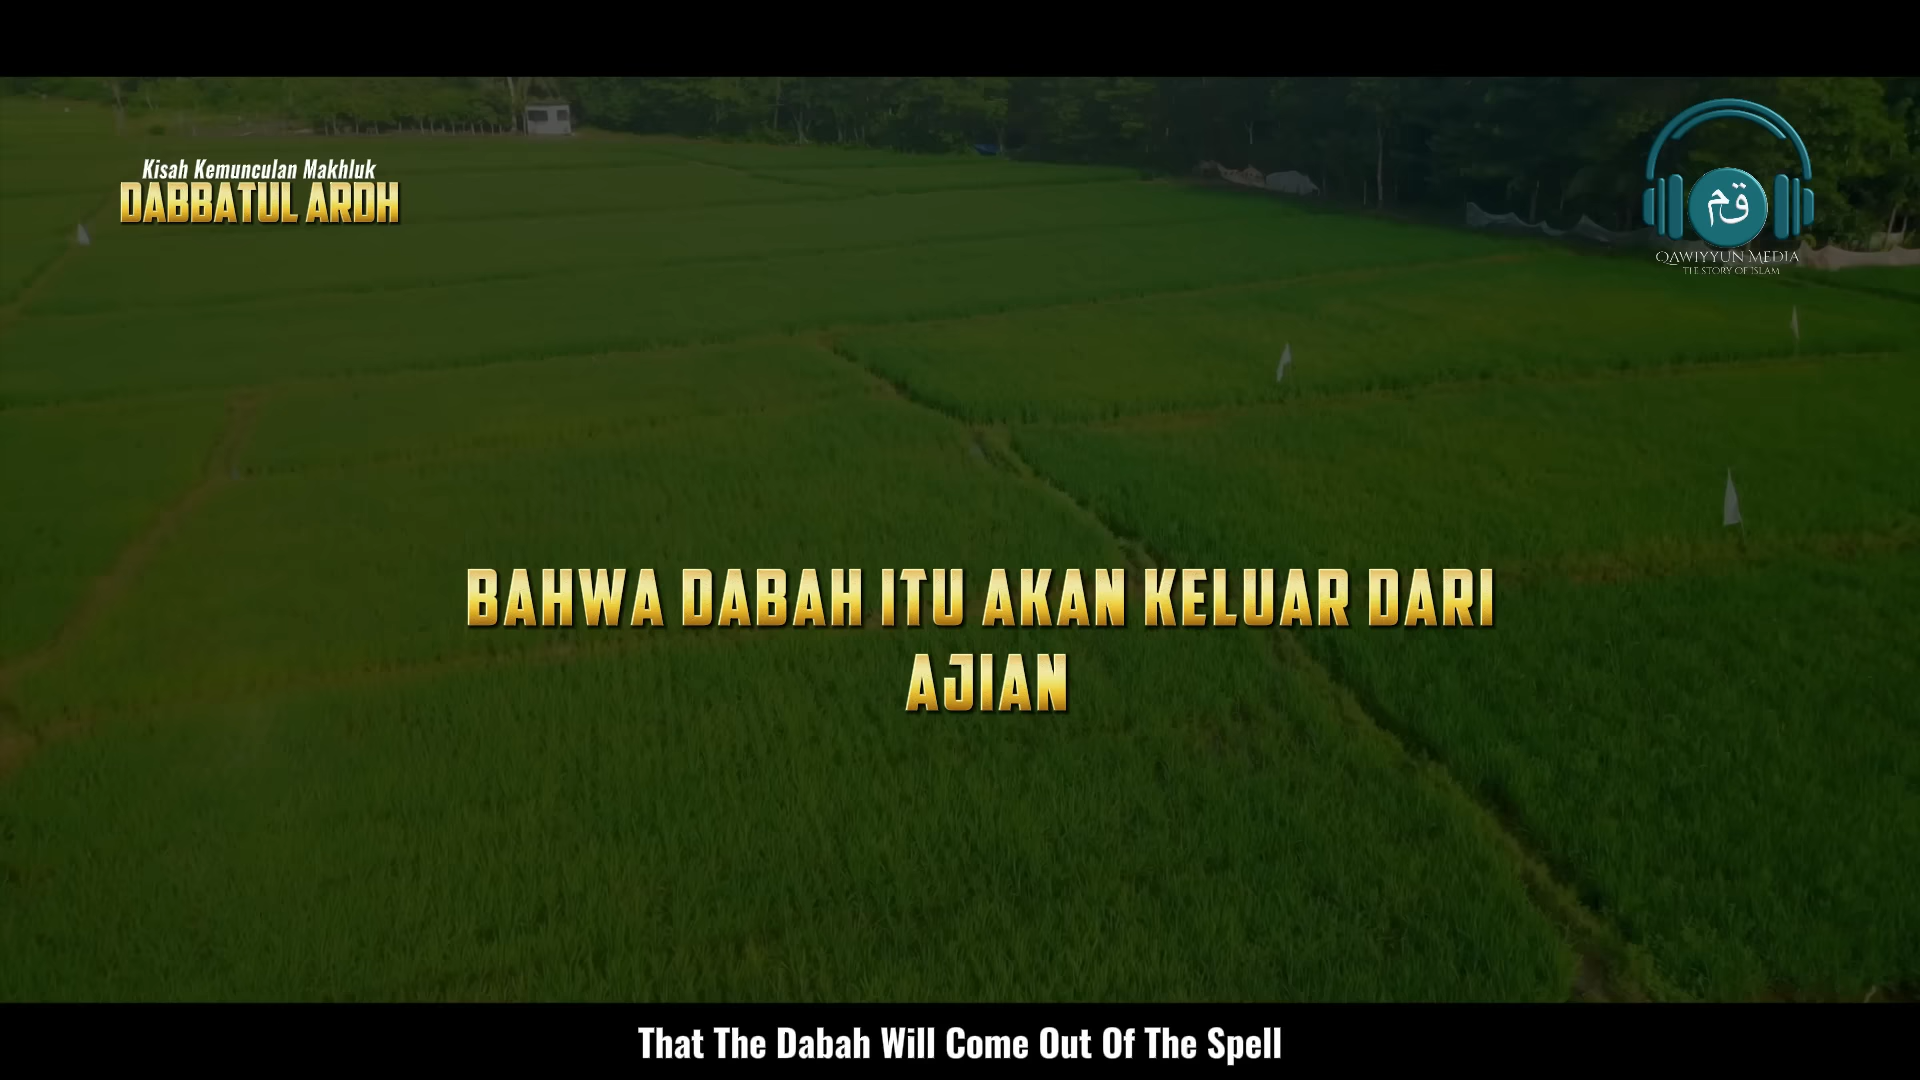 Kisah Kemunculan Makhluk
DABBATUL ARDH
قم
QAWIYYUN MEDIA
THE STORY OF ISLAM
BAHWA DABAH ITU AKAN KELUAR DARI
AJIAN
That The Dabah Will Come Out Of The Spell